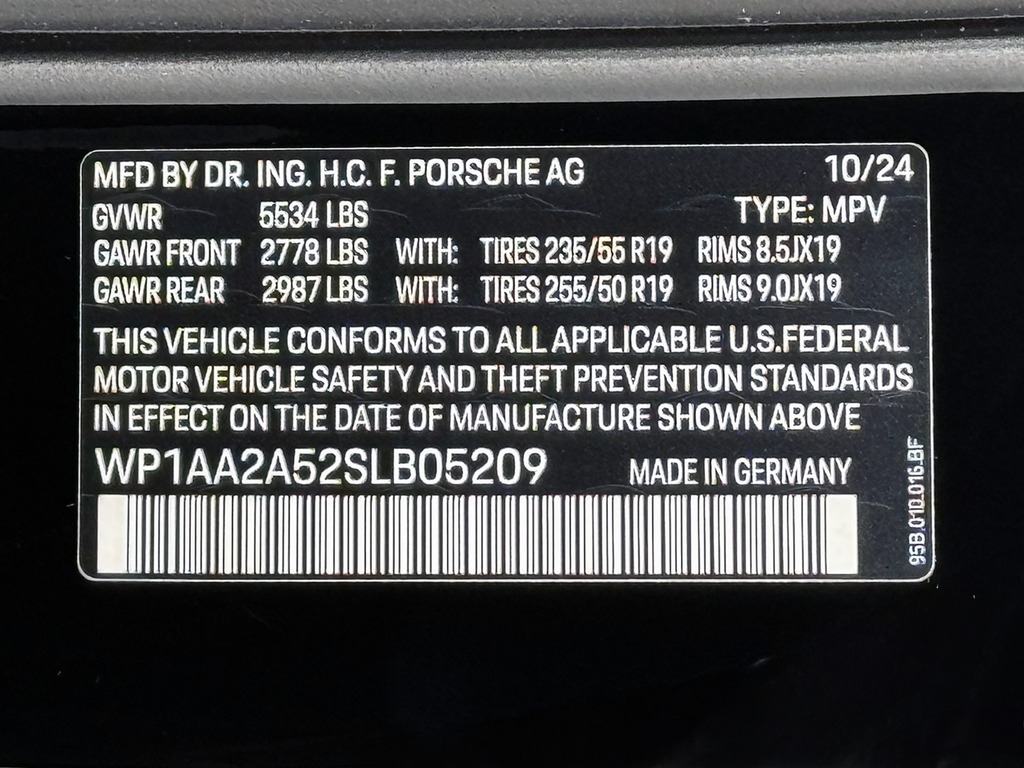 MFD BY DR. ING. H.C. F. PORSCHE AG 10/24
GVWR 5534 LBS TYPE: MPV
GAWR FRONT 2778 LBS WITH: TIRES 235/55 R19 RIMS 8.5JX19
GAWR REAR 2987 LBS WITH: TIRES 255/50 R19 RIMS 9.0JX19
THIS VEHICLE CONFORMS TO ALL APPLICABLE U.S.FEDERAL
MOTOR VEHICLE SAFETY AND THEFT PREVENTION STANDARDS
IN EFFECT ON THE DATE OF MANUFACTURE SHOWN ABOVE
WP1AA2A52SLB05209 MADE IN GERMANY
95B.010.016.BF